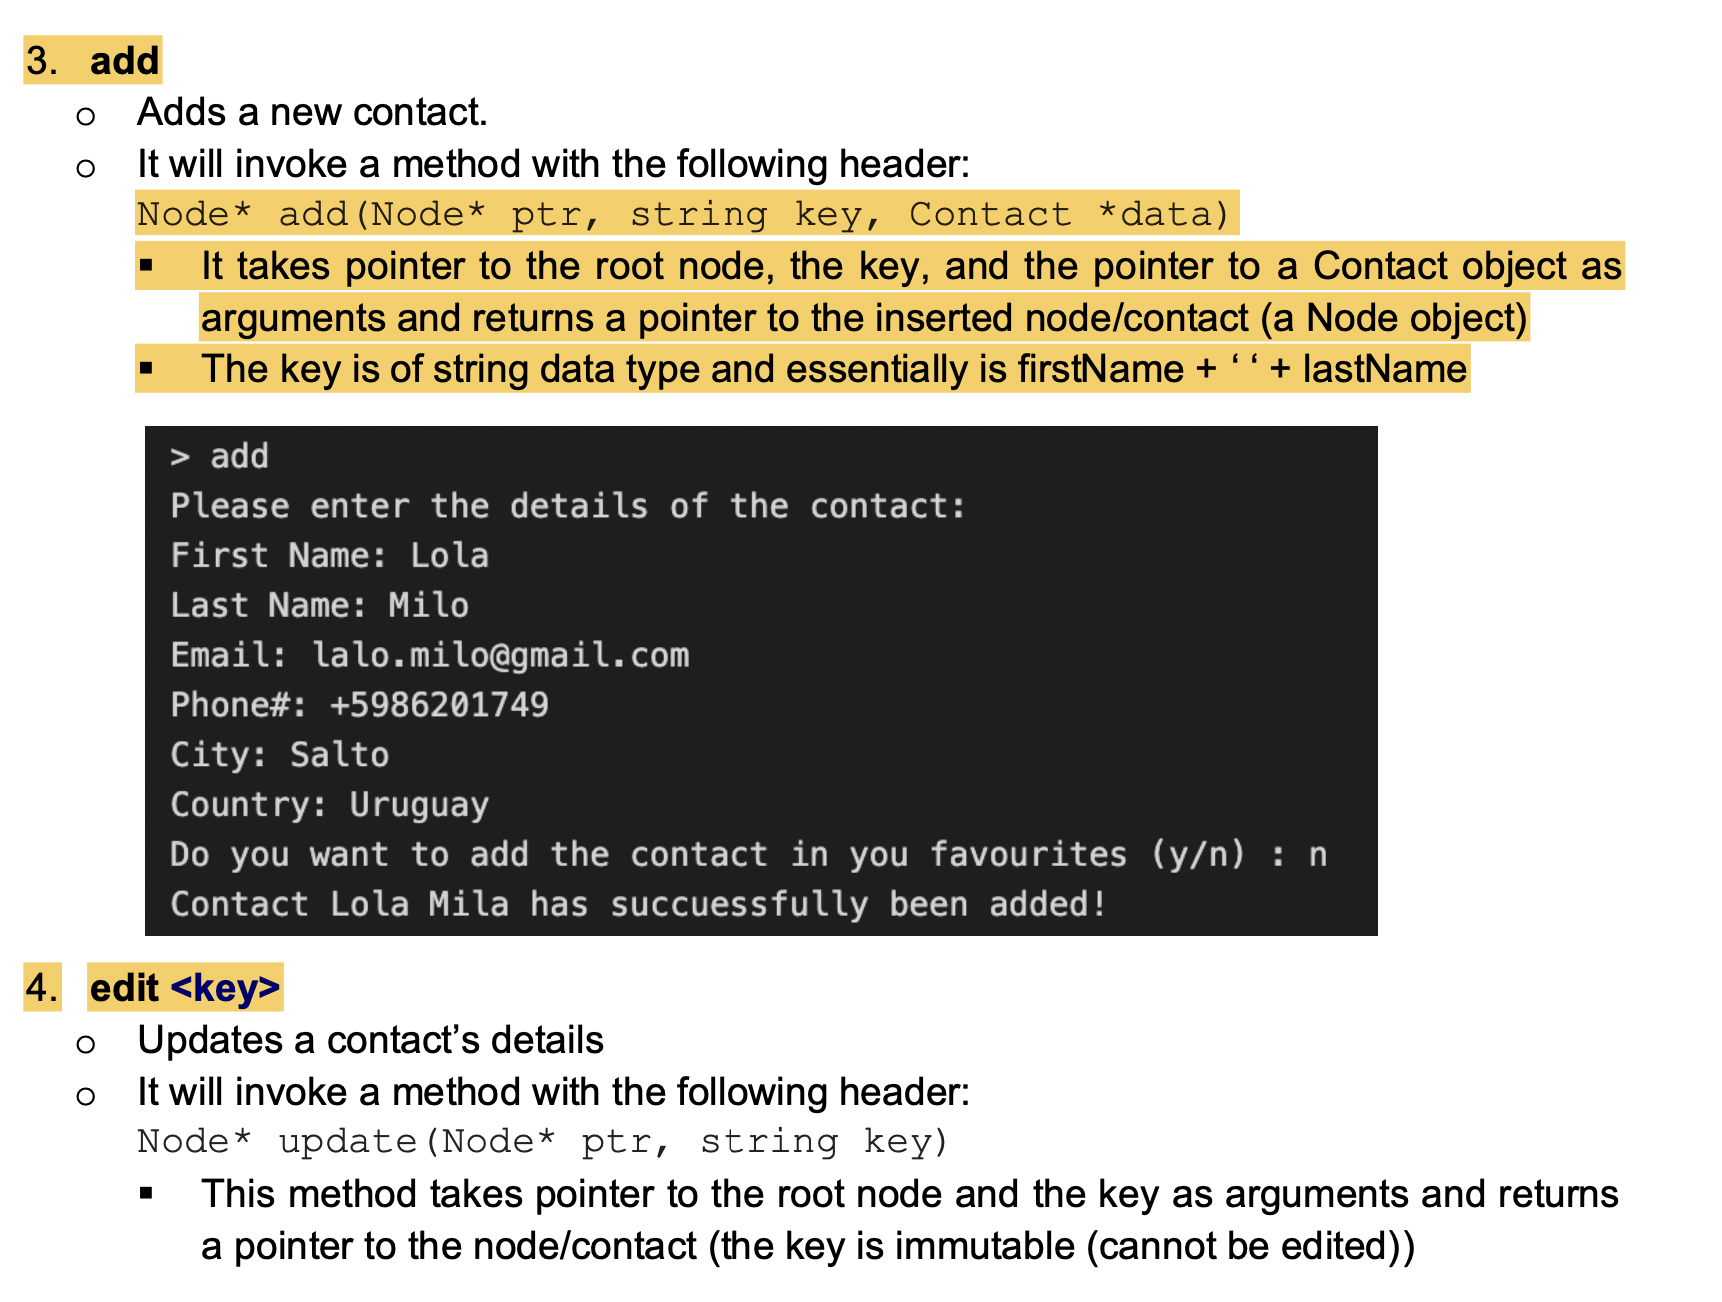 3. add
o Adds a new contact.
o It will invoke a method with the following header:
Node* add(Node* ptr, string key, Contact *data)
▪ It takes pointer to the root node, the key, and the pointer to a Contact object as
arguments and returns a pointer to the inserted node/contact (a Node object)
▪ The key is of string data type and essentially is firstName + ‘ ‘ + lastName
> add
Please enter the details of the contact:
First Name: Lola
Last Name: Milo
Email: lalo.milo@gmail.com
Phone#: +5986201749
City: Salto
Country: Uruguay
Do you want to add the contact in you favourites (y/n) : n
Contact Lola Mila has succuessfully been added!
4. edit <key>
o Updates a contact’s details
o It will invoke a method with the following header:
Node* update(Node* ptr, string key)
▪ This method takes pointer to the root node and the key as arguments and returns
a pointer to the node/contact (the key is immutable (cannot be edited))